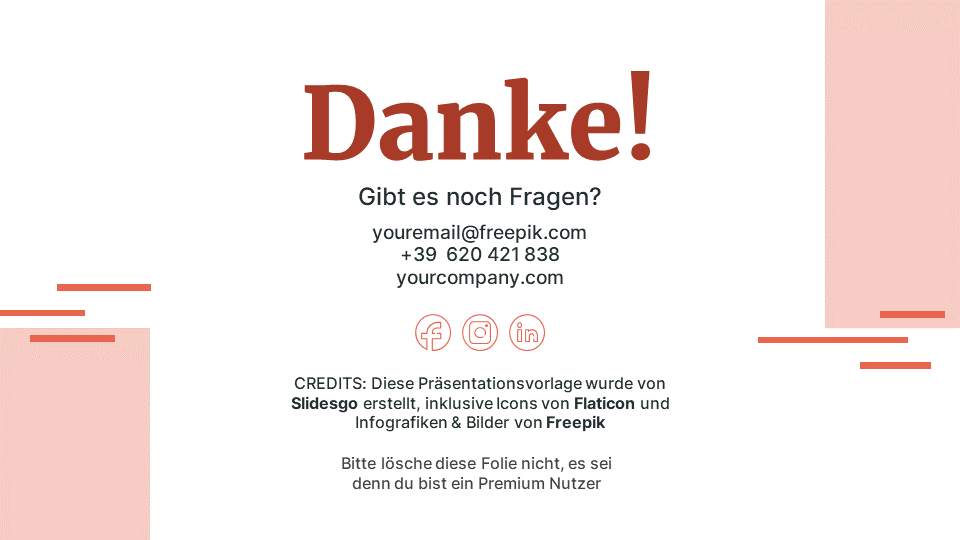 Danke!
Gibt es noch Fragen?
youremail@freepik.com
+39 620 421 838
yourcompany.com
CREDITS: Diese Präsentationsvorlage wurde von
Slidesgo erstellt, inklusive Icons von Flaticon und
Infografiken & Bilder von Freepik
Bitte lösche diese Folie nicht, es sei
denn du bist ein Premium Nutzer